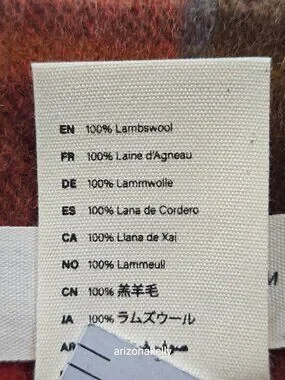 EN 100% Lambswool
FR 100% Laine d'Agneau
DE 100% Lammwolle
ES 100% Lana de Cordero
CA 100% Llana de Xai
NO 100% Lammeull
CN 100% 羔羊毛
JA 100% ラムズウール
arizonakelly